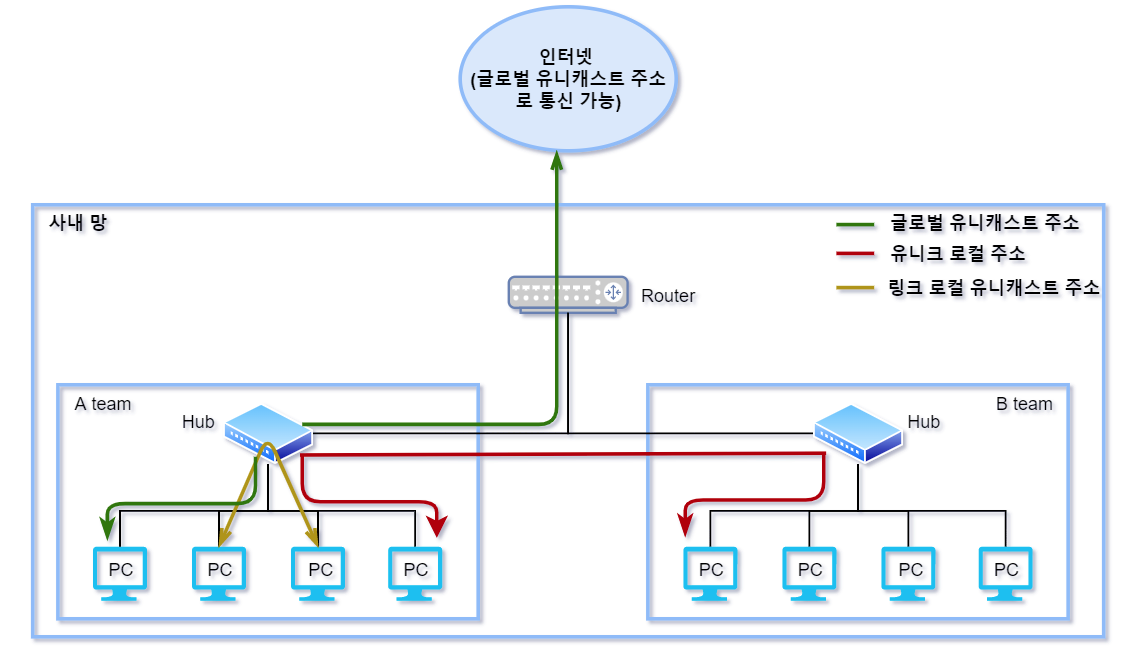 인터넷
(글로벌 유니캐스트 주소
로 통신 가능)
사내 망
글로벌 유니캐스트 주소
유니크 로컬 주소
링크 로컬 유니캐스트 주소
Router
A team
Hub
B team
Hub
PC
PC
PC
PC
PC
PC
PC
PC